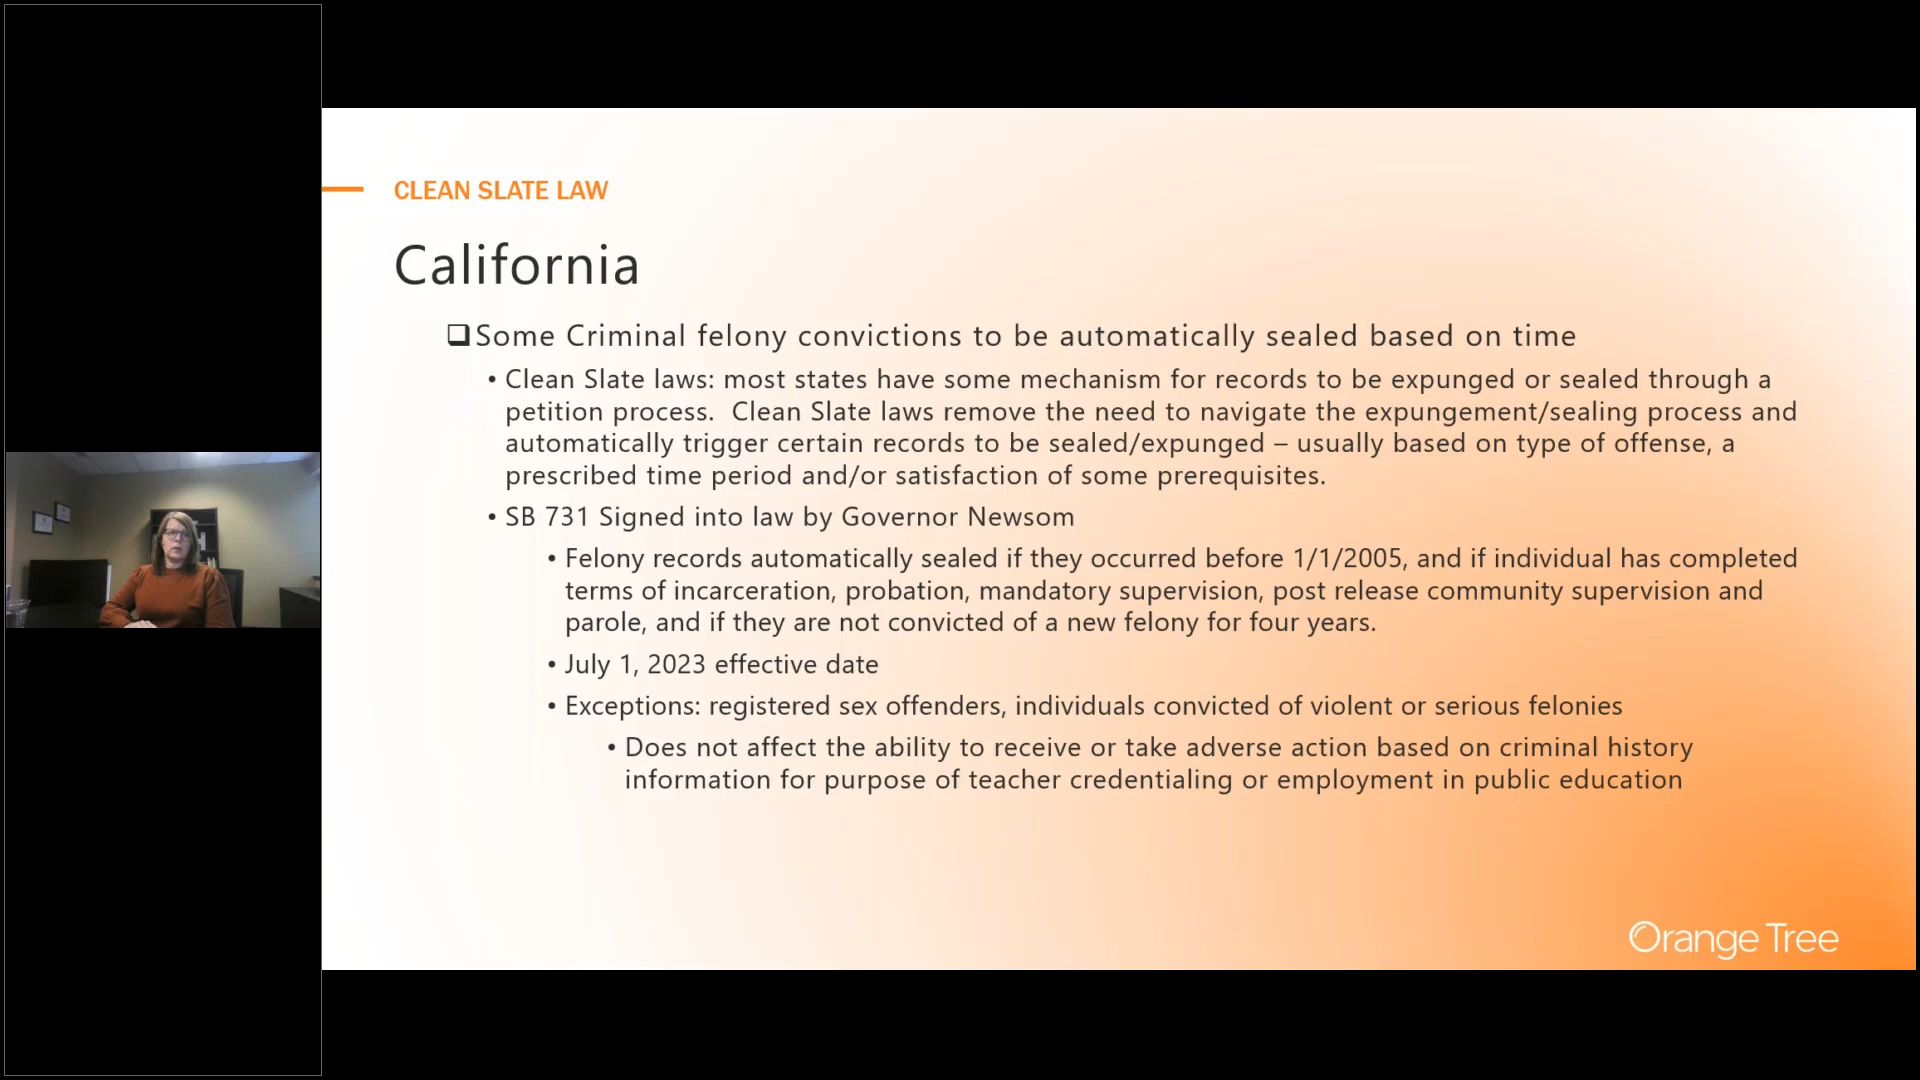 CLEAN SLATE LAW
California
❑Some Criminal felony convictions to be automatically sealed based on time
• Clean Slate laws: most states have some mechanism for records to be expunged or sealed through a
petition process.  Clean Slate laws remove the need to navigate the expungement/sealing process and
automatically trigger certain records to be sealed/expunged – usually based on type of offense, a
prescribed time period and/or satisfaction of some prerequisites.
• SB 731 Signed into law by Governor Newsom
• Felony records automatically sealed if they occurred before 1/1/2005, and if individual has completed
terms of incarceration, probation, mandatory supervision, post release community supervision and
parole, and if they are not convicted of a new felony for four years.
• July 1, 2023 effective date
• Exceptions: registered sex offenders, individuals convicted of violent or serious felonies
• Does not affect the ability to receive or take adverse action based on criminal history
information for purpose of teacher credentialing or employment in public education
Orange Tree